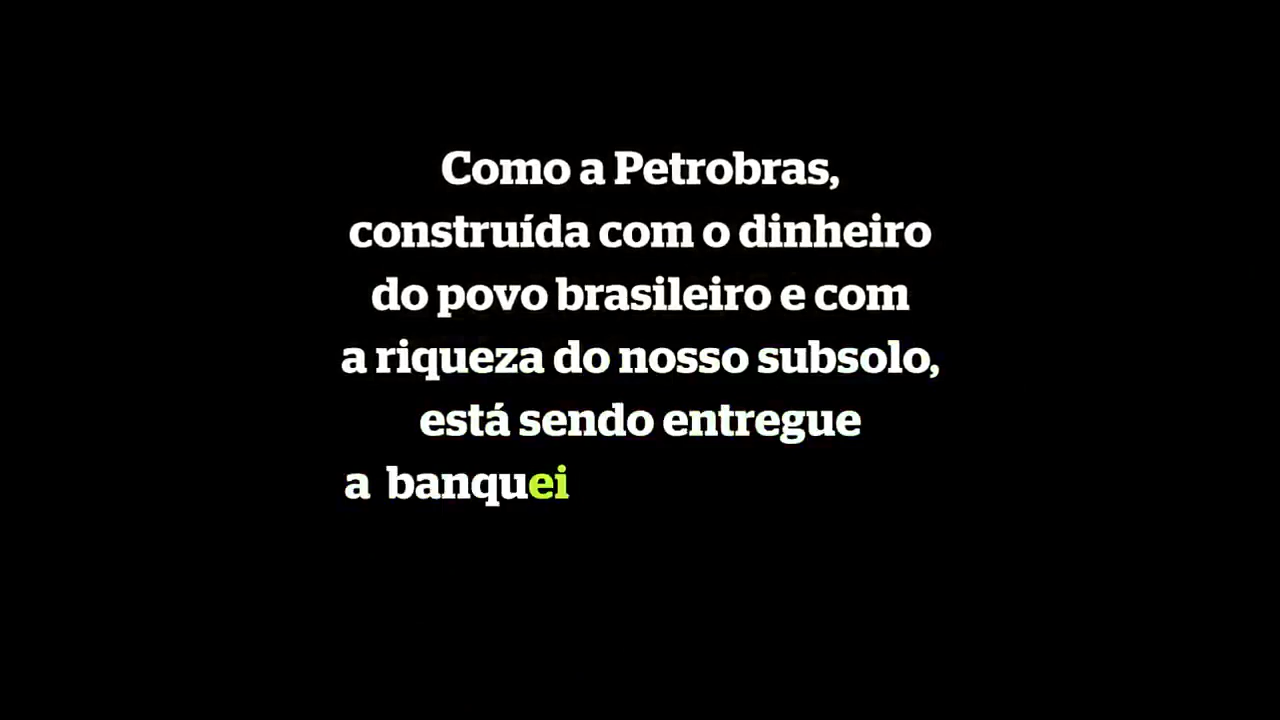 Como a Petrobras,
construída com o dinheiro
do povo brasileiro e com
a riqueza do nosso subsolo,
está sendo entregue
a banquei